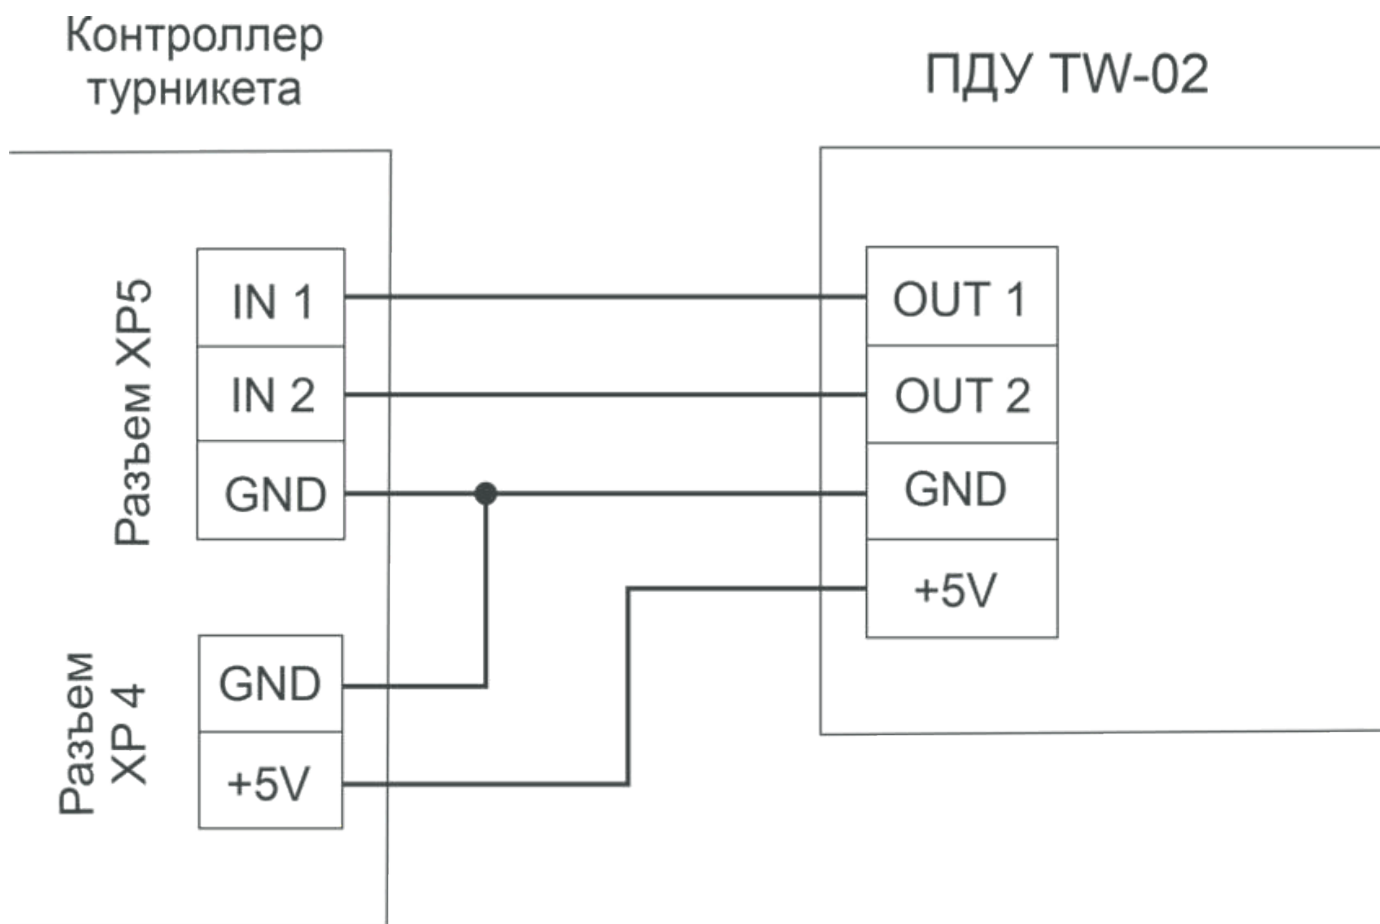 Контроллер
турникета
ПДУ TW-02
Разъем XP5
IN 1
IN 2
GND
Разъем
XP 4
GND
+5V
OUT 1
OUT 2
GND
+5V